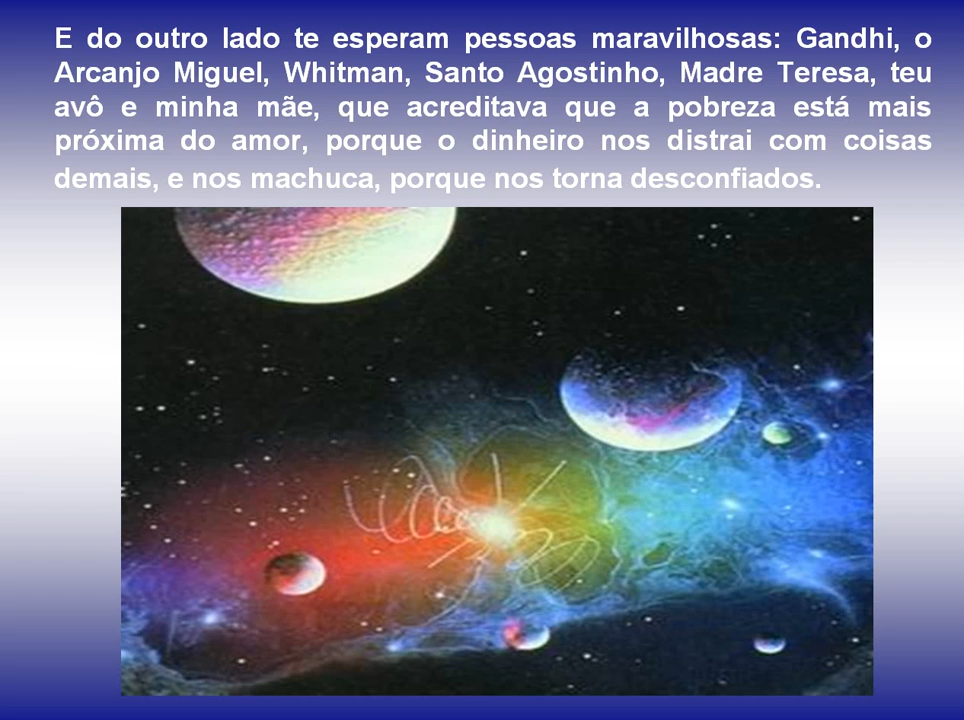 E do outro lado te esperam pessoas maravilhosas: Gandhi, o
Arcanjo Miguel, Whitman, Santo Agostinho, Madre Teresa, teu
avô e minha mãe, que acreditava que a pobreza está mais
próxima do amor, porque o dinheiro nos distrai com coisas
demais, e nos machuca, porque nos torna desconfiados.